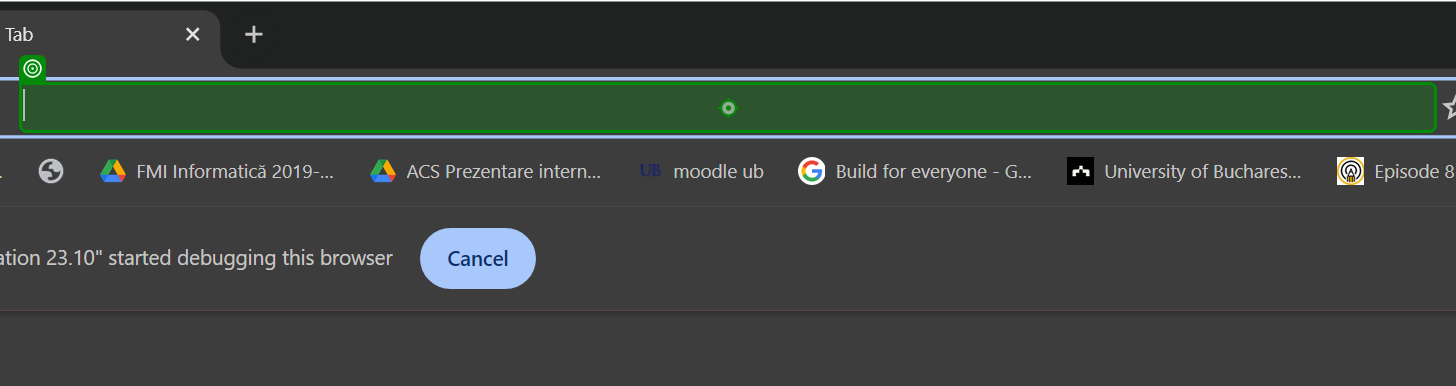 Tab
FMI Informatică 2019-... ACS Prezentare intern... UB moodle ub Build for everyone - G... University of Buchares... Episode 8
ation 23.10" started debugging this browser Cancel